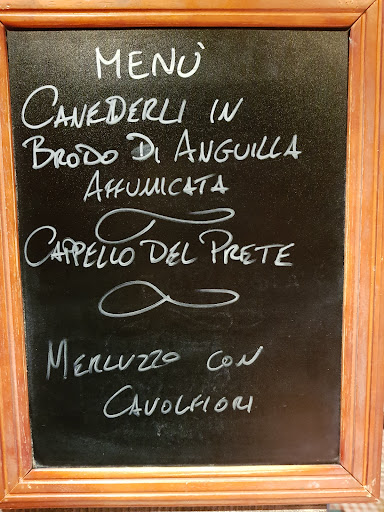 MENÙ
CANEDERLI IN
BRODO DI ANGUILLA
AFFUMICATA
CAPPELLO DEL PRETE
MERLUZZO CON
CAVOLFIORI